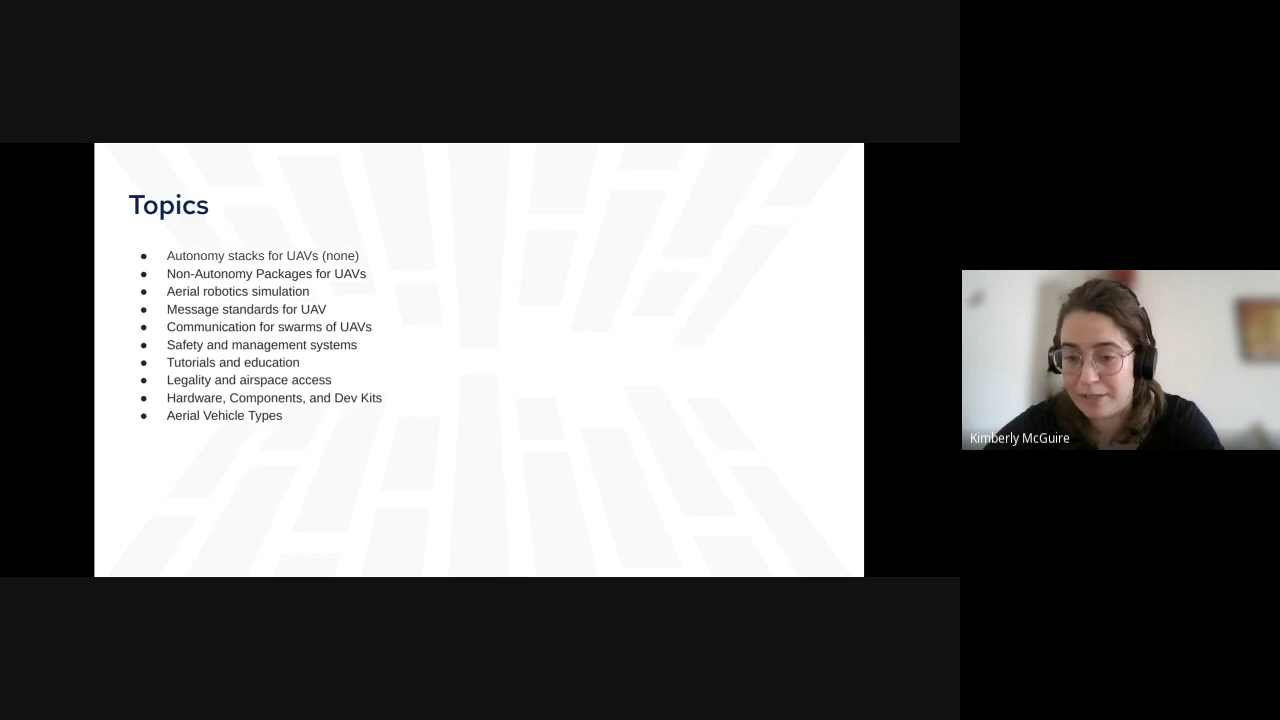 Topics
● Autonomy stacks for UAVs (none)
● Non-Autonomy Packages for UAVs
● Aerial robotics simulation
● Message standards for UAV
● Communication for swarms of UAVs
● Safety and management systems
● Tutorials and education
● Legality and airspace access
● Hardware, Components, and Dev Kits
● Aerial Vehicle Types
Kimberly McGuire